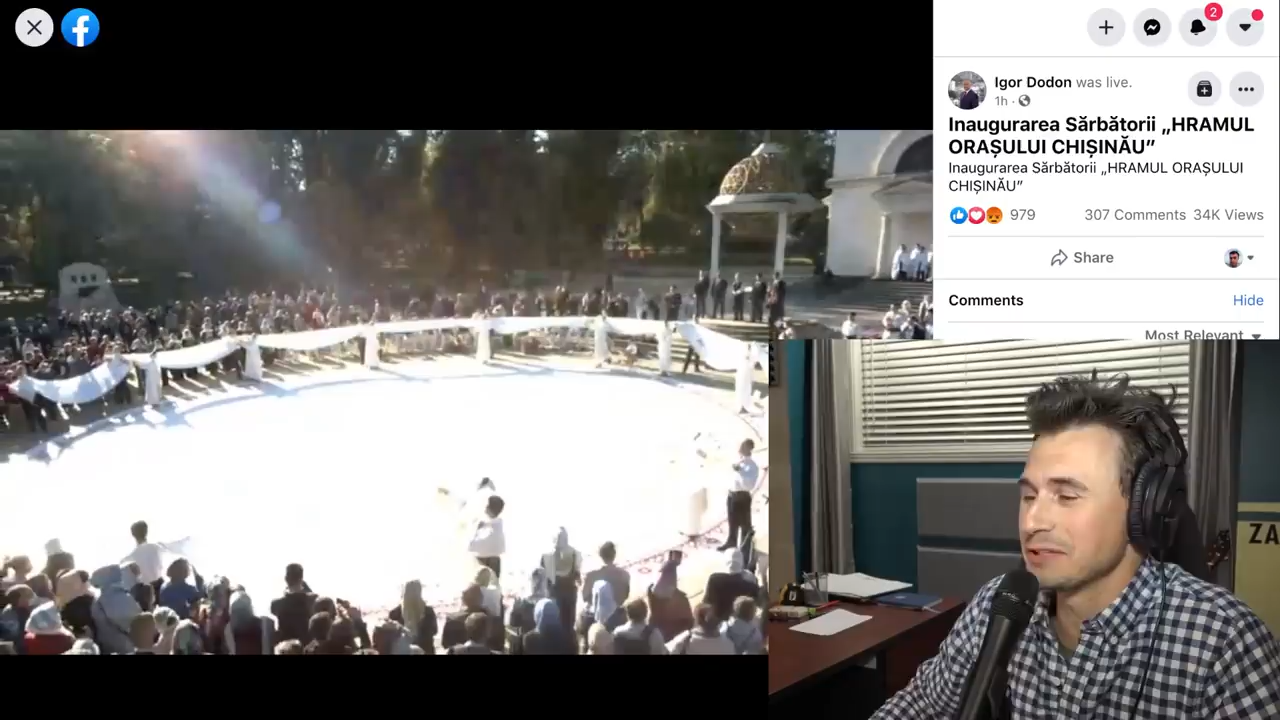 2
Igor Dodon was live.
1h
Inaugurarea Sărbătorii „HRAMUL
ORAȘULUI CHIȘINĂU”
Inaugurarea Sărbătorii „HRAMUL ORAȘULUI
CHIȘINĂU”
979 307 Comments 34K Views
Share
Comments Hide
Most Relevant
ZA